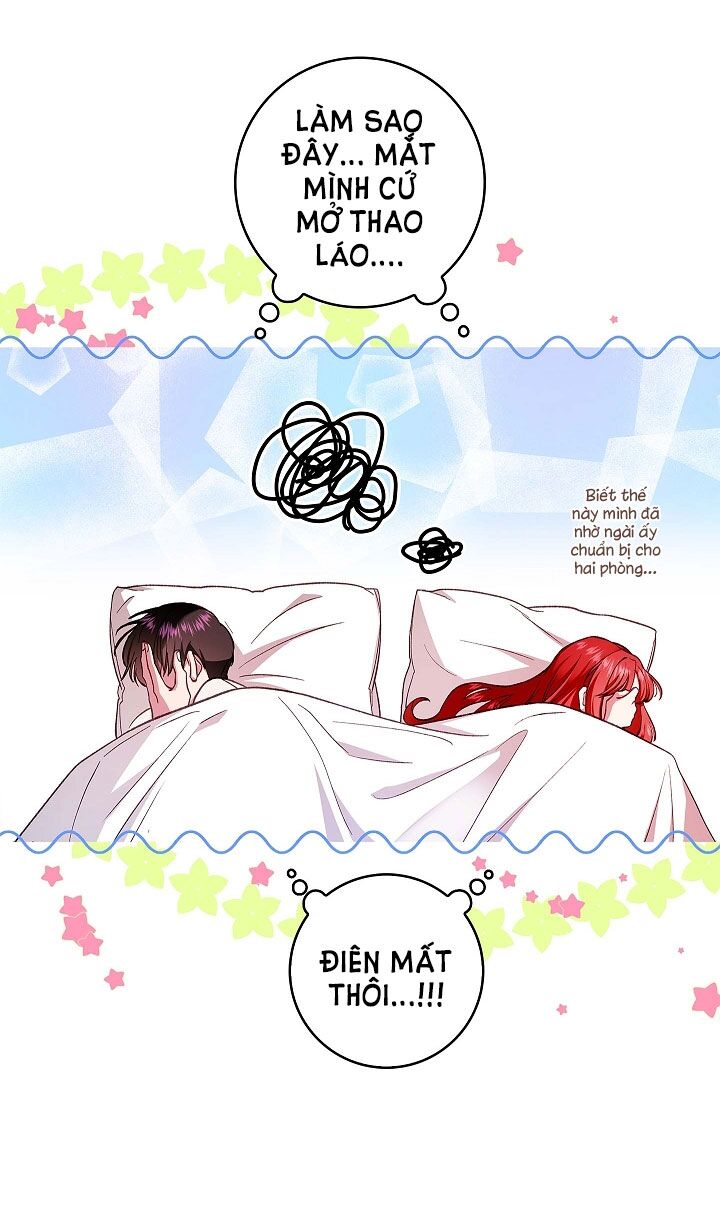 LÀM SAO
ĐÂY... MẮT
MÌNH CỨ
MỞ THAO
LÁO....
Biết thế
này mình đã
nhờ ngài ấy
chuẩn bị cho
hai phòng...
ĐIÊN MẤT
THÔI...!!!